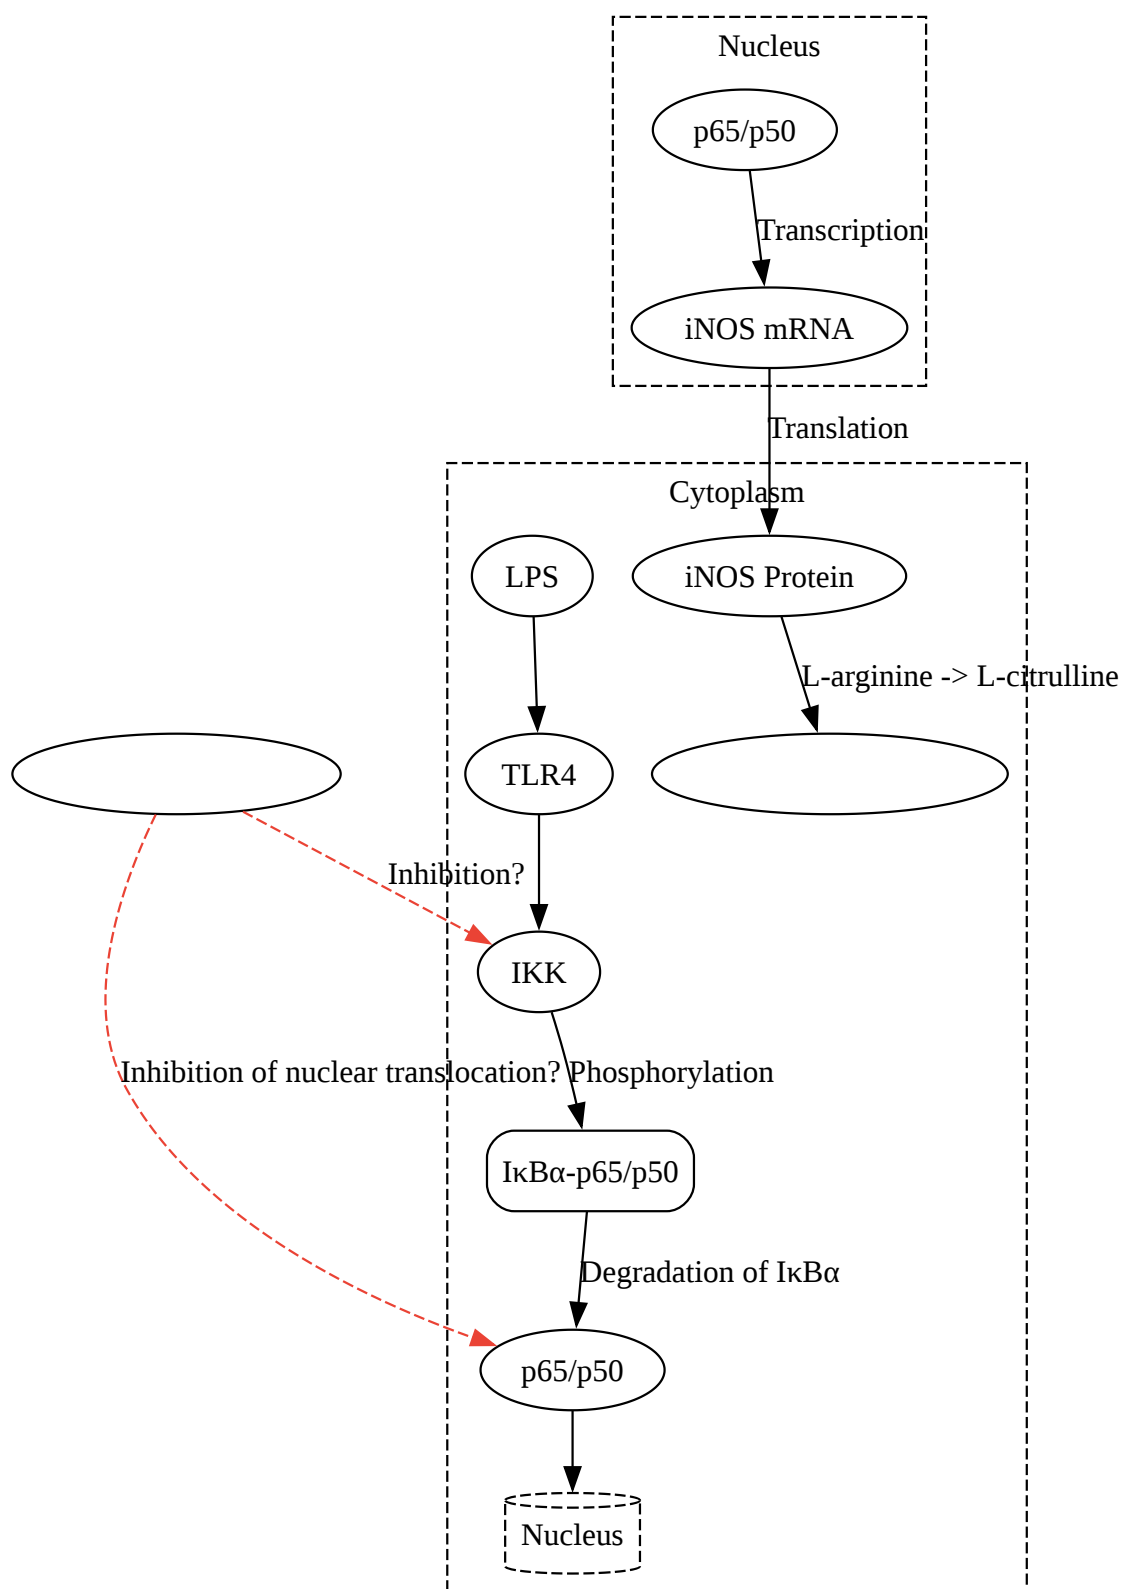 Nucleus
p65/p50
Transcription
iNOS mRNA
Translation
Cytoplasm
LPS
iNOS Protein
L-arginine -> L-citrulline
TLR4
Inhibition?
IKK
Inhibition of nuclear translocation?
Phosphorylation
IκBα-p65/p50
Degradation of IκBα
p65/p50
Nucleus